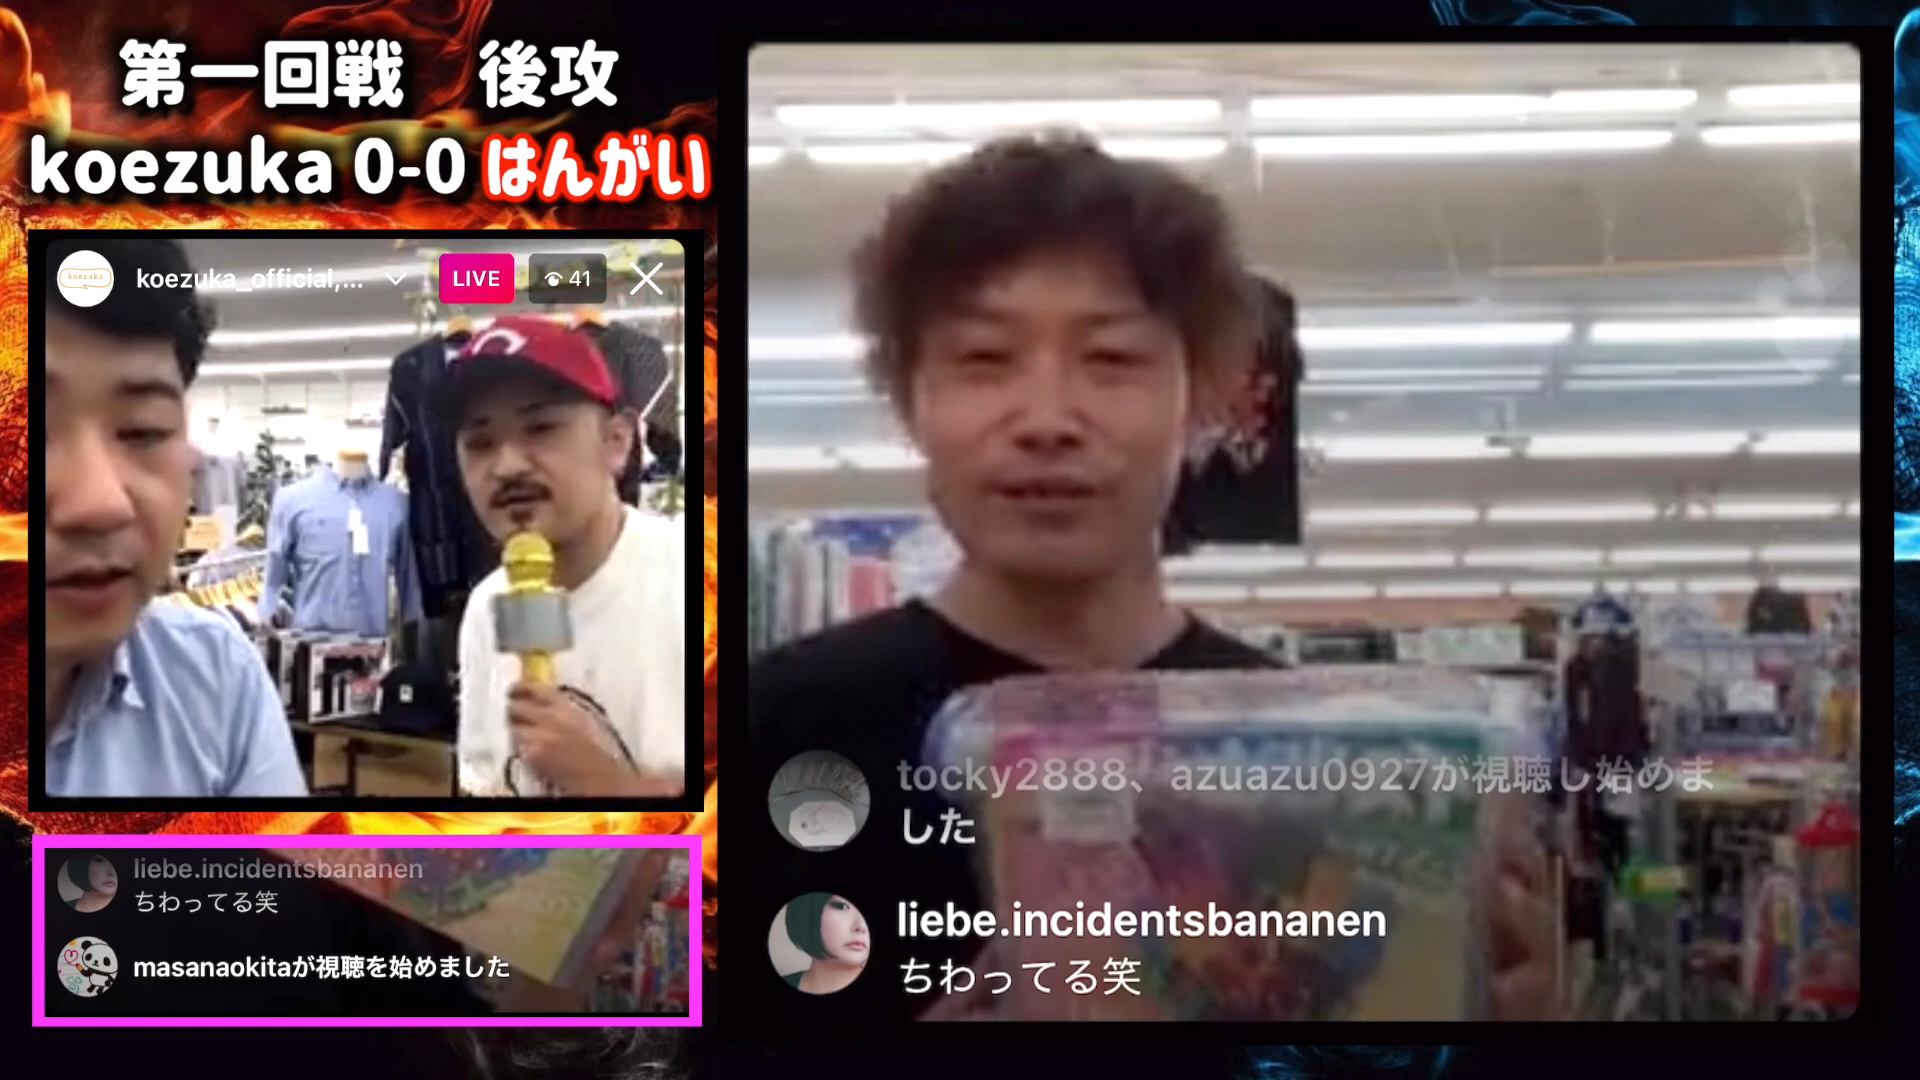 第一回戦　後攻
koezuka 0-0 はんがい
koezuka
koezuka_official,...
LIVE
41
liebe.incidentsbananen
ちわってる笑
masanaokitaが視聴を始めました
tocky2888、azuazu0927が視聴し始めま
した
liebe.incidentsbananen
ちわってる笑